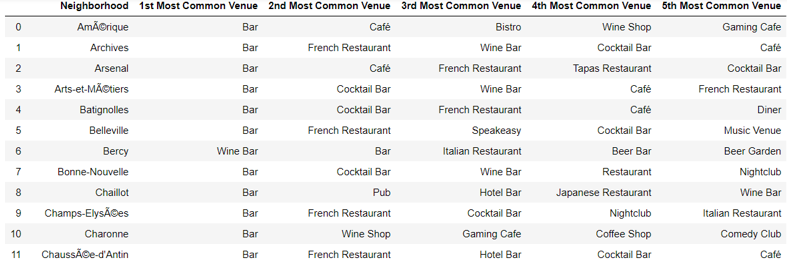 Neighborhood 1st Most Common Venue 2nd Most Common Venue 3rd Most Common Venue 4th Most Common Venue 5th Most Common Venue
0 AmÃ©rique Bar Café Bistro Wine Shop Gaming Cafe
1 Archives Bar French Restaurant Wine Bar Cocktail Bar Café
2 Arsenal Bar Café French Restaurant Tapas Restaurant Cocktail Bar
3 Arts-et-MÃ©tiers Bar Cocktail Bar Wine Bar Café French Restaurant
4 Batignolles Bar Cocktail Bar French Restaurant Café Diner
5 Belleville Bar French Restaurant Speakeasy Cocktail Bar Music Venue
6 Bercy Wine Bar Bar Italian Restaurant Beer Bar Beer Garden
7 Bonne-Nouvelle Bar Cocktail Bar Wine Bar Restaurant Nightclub
8 Chaillot Bar Pub Hotel Bar Japanese Restaurant Wine Bar
9 Champs-ElysÃ©es Bar French Restaurant Cocktail Bar Nightclub Italian Restaurant
10 Charonne Bar Wine Shop Gaming Cafe Coffee Shop Comedy Club
11 ChaussÃ©e-d'Antin Bar French Restaurant Hotel Bar Cocktail Bar Café